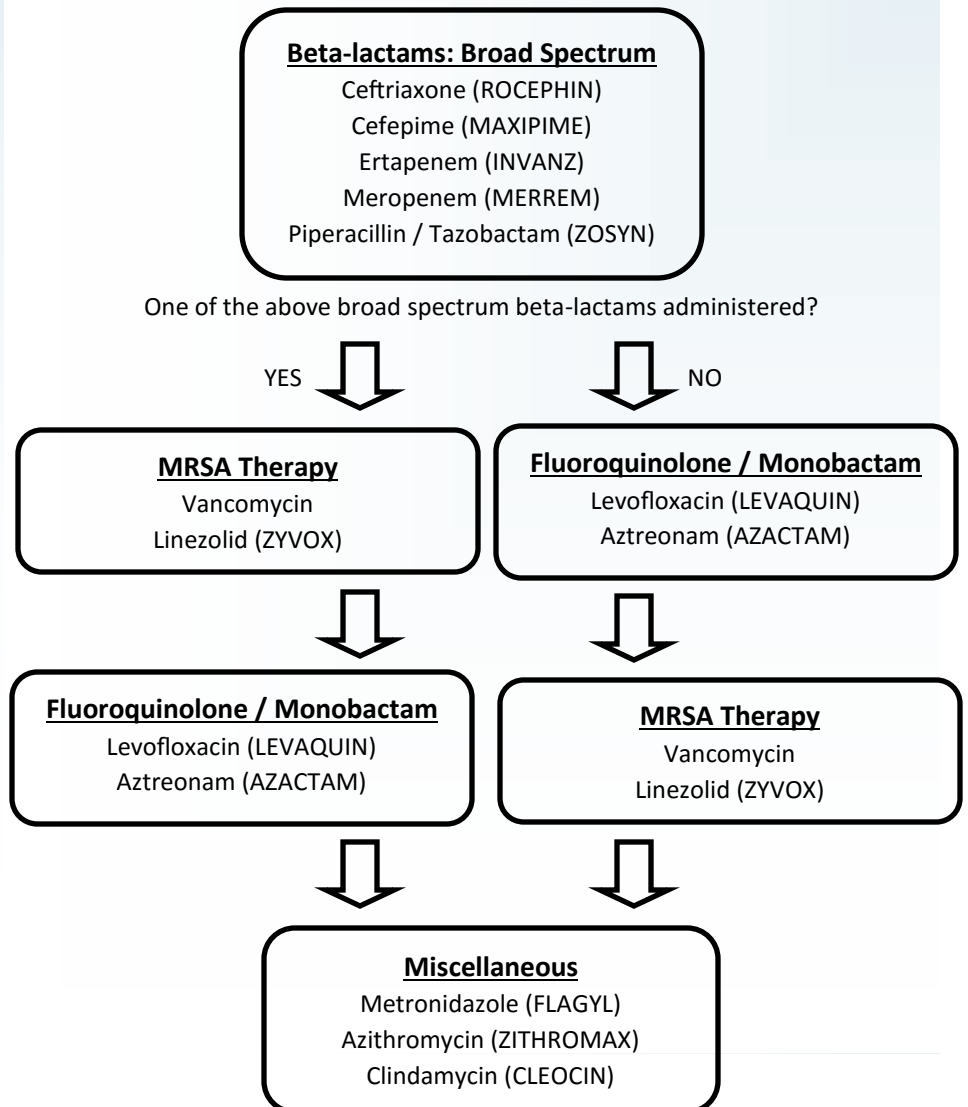 Beta-lactams: Broad Spectrum
Ceftriaxone (ROCEPHIN)
Cefepime (MAXIPIME)
Ertapenem (INVANZ)
Meropenem (MERREM)
Piperacillin / Tazobactam (ZOSYN)
One of the above broad spectrum beta-lactams administered?
YES
NO
MRSA Therapy
Vancomycin
Linezolid (ZYVOX)
Fluoroquinolone / Monobactam
Levofloxacin (LEVAQUIN)
Aztreonam (AZACTAM)
Fluoroquinolone / Monobactam
Levofloxacin (LEVAQUIN)
Aztreonam (AZACTAM)
MRSA Therapy
Vancomycin
Linezolid (ZYVOX)
Miscellaneous
Metronidazole (FLAGYL)
Azithromycin (ZITHROMAX)
Clindamycin (CLEOCIN)